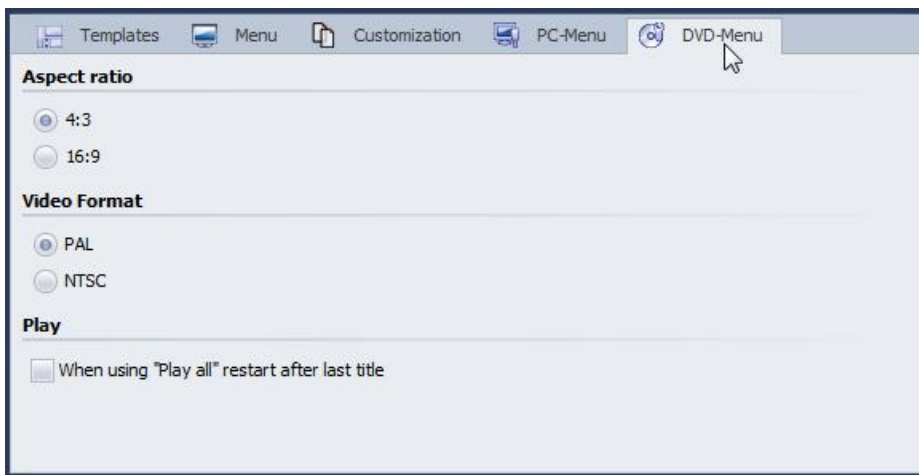 Templates Menu Customization PC-Menu DVD-Menu
Aspect ratio
4:3
16:9
Video Format
PAL
NTSC
Play
When using "Play all" restart after last title